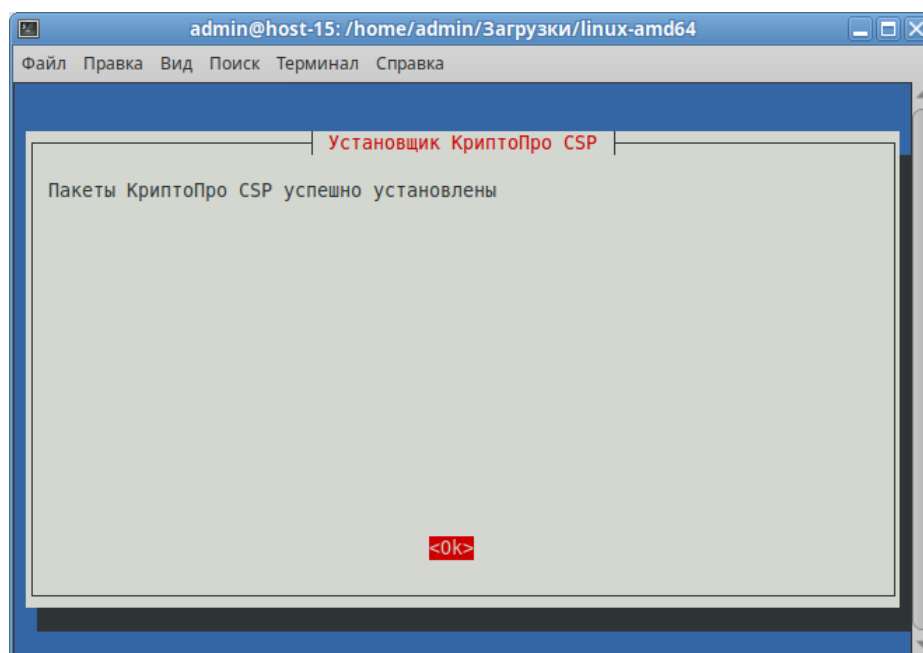 admin@host-15: /home/admin/Загрузки/linux-amd64
Файл Правка Вид Поиск Терминал Справка
Установщик КриптоПро CSP
Пакеты КриптоПро CSP успешно установлены
<Ok>